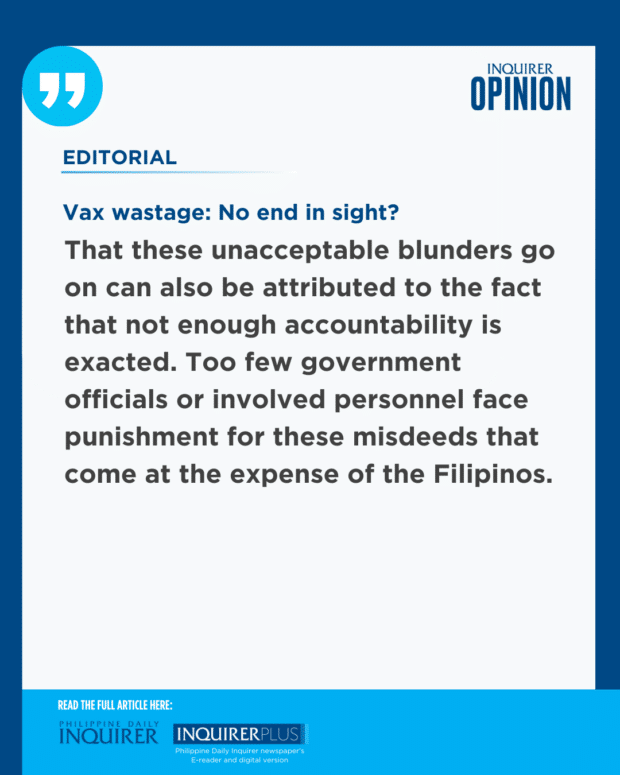 INQUIRER
OPINION
EDITORIAL
Vax wastage: No end in sight?
That these unacceptable blunders go
on can also be attributed to the fact
that not enough accountability is
exacted. Too few government
officials or involved personnel face
punishment for these misdeeds that
come at the expense of the Filipinos.
READ THE FULL ARTICLE HERE:
PHILIPPINE DAILY
INQUIRER
INQUIRERPLUS
Philippine Daily Inquirer newspaper's
E-reader and digital version